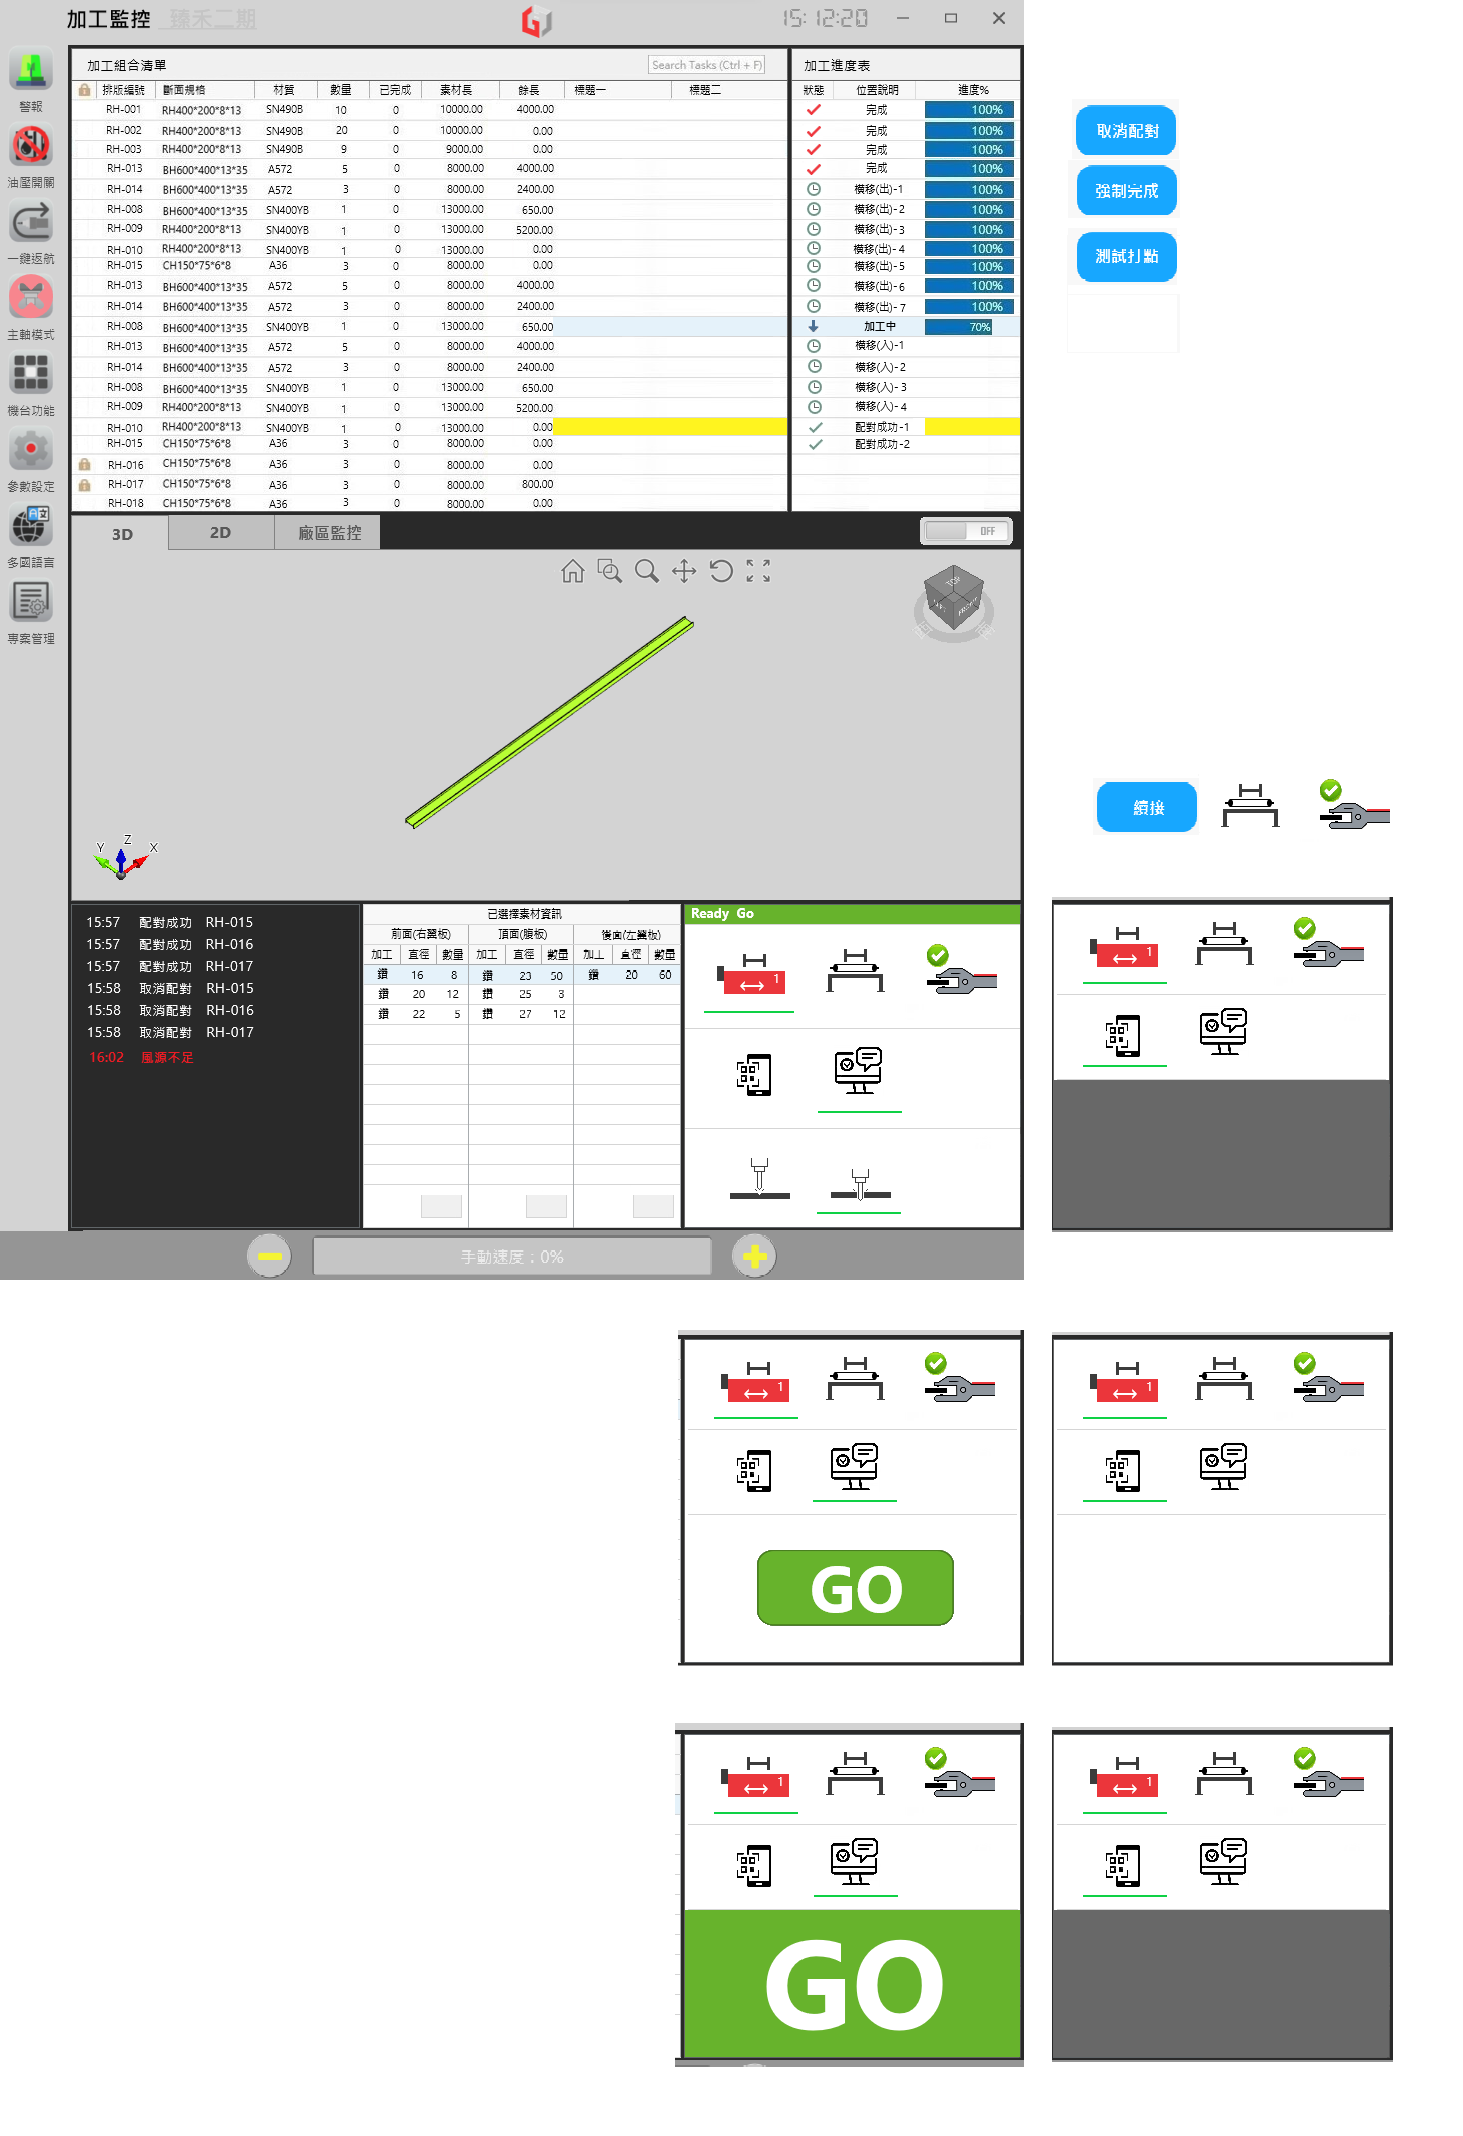 加工監控 臻禾二期 15:12:20
警報
油壓開關
一鍵返航
主軸模式
機台功能
參數設定
多國語言
專案管理
加工組合清單 Search Tasks (Ctrl + F)
排版編號 斷面規格 材質 數量 已完成 素材長 餘長 標題一 標題二
RH-001 RH400*200*8*13 SN490B 10 0 10000.00 4000.00
RH-002 RH400*200*8*13 SN490B 20 0 10000.00 0.00
RH-003 RH400*200*8*13 SN490B 9 0 9000.00 0.00
RH-013 BH600*400*13*35 A572 5 0 8000.00 4000.00
RH-014 BH600*400*13*35 A572 3 0 8000.00 2400.00
RH-008 BH600*400*13*35 SN400YB 1 0 13000.00 650.00
RH-009 RH400*200*8*13 SN400YB 1 0 13000.00 5200.00
RH-010 RH400*200*8*13 SN400YB 1 0 13000.00 0.00
RH-015 CH150*75*6*8 A36 3 0 8000.00 0.00
RH-013 BH600*400*13*35 A572 5 0 8000.00 4000.00
RH-014 BH600*400*13*35 A572 3 0 8000.00 2400.00
RH-008 BH600*400*13*35 SN400YB 1 0 13000.00 650.00
RH-013 BH600*400*13*35 A572 5 0 8000.00 4000.00
RH-014 BH600*400*13*35 A572 3 0 8000.00 2400.00
RH-008 BH600*400*13*35 SN400YB 1 0 13000.00 650.00
RH-009 RH400*200*8*13 SN400YB 1 0 13000.00 5200.00
RH-010 RH400*200*8*13 SN400YB 1 0 13000.00 0.00
RH-015 CH150*75*6*8 A36 3 0 8000.00 0.00
RH-016 CH150*75*6*8 A36 3 0 8000.00 0.00
RH-017 CH150*75*6*8 A36 3 0 8000.00 800.00
RH-018 CH150*75*6*8 A36 3 0 8000.00 0.00
加工進度表
狀態 位置說明 進度%
完成 100%
完成 100%
完成 100%
完成 100%
橫移(出)-1 100%
橫移(出)-2 100%
橫移(出)-3 100%
橫移(出)-4 100%
橫移(出)-5 100%
橫移(出)-6 100%
橫移(出)-7 100%
加工中 70%
橫移(入)-1
橫移(入)-2
橫移(入)-3
橫移(入)-4
配對成功-1
配對成功-2
取消配對
強制完成
測試打點
3D 2D 廠區監控 OFF
TOP
LEFT FRONT
Z
Y X
續接
15:57 配對成功 RH-015
15:57 配對成功 RH-016
15:57 配對成功 RH-017
15:58 取消配對 RH-015
15:58 取消配對 RH-016
15:58 取消配對 RH-017
16:02 風源不足
已選擇素材資訊
前面(右翼板) 頂面(腹板) 後面(左翼板)
加工 直徑 數量 加工 直徑 數量 加工 直徑 數量
鑽 16 8 鑽 23 50 鑽 20 60
鑽 20 12 鑽 25 3
鑽 22 5 鑽 27 12
Ready Go
1
1
手動速度：0%
1
GO
1
1
GO
1